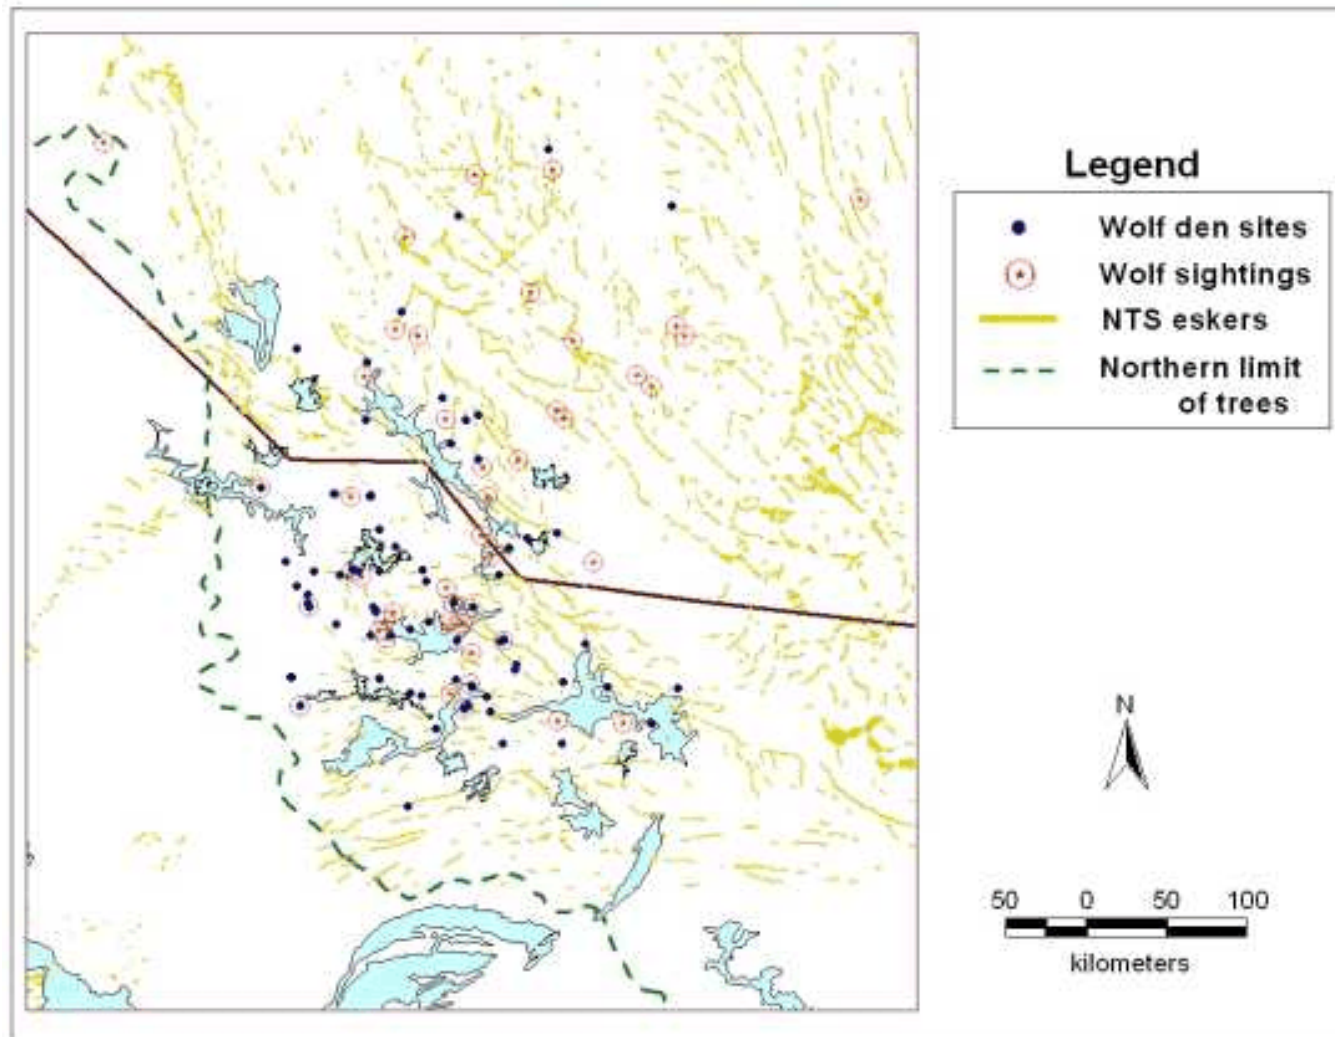 Legend
Wolf den sites
Wolf sightings
NTS eskers
Northern limit
of trees
N
50 0 50 100
kilometers